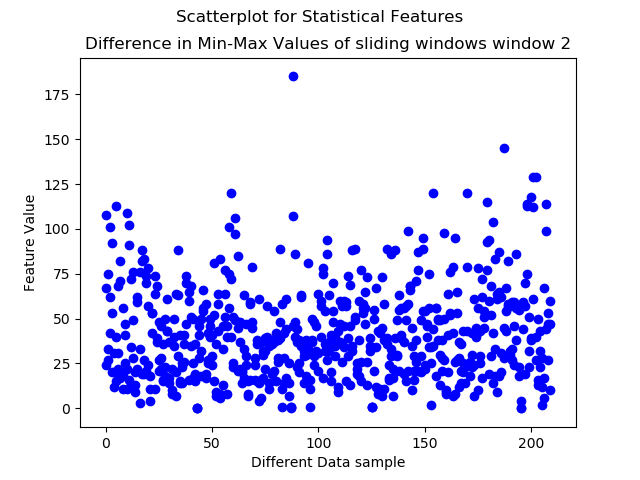 Scatterplot for Statistical Features
Difference in Min-Max Values of sliding windows window 2
175
150
125
100
75
50
25
0
Feature Value
0 50 100 150 200
Different Data sample